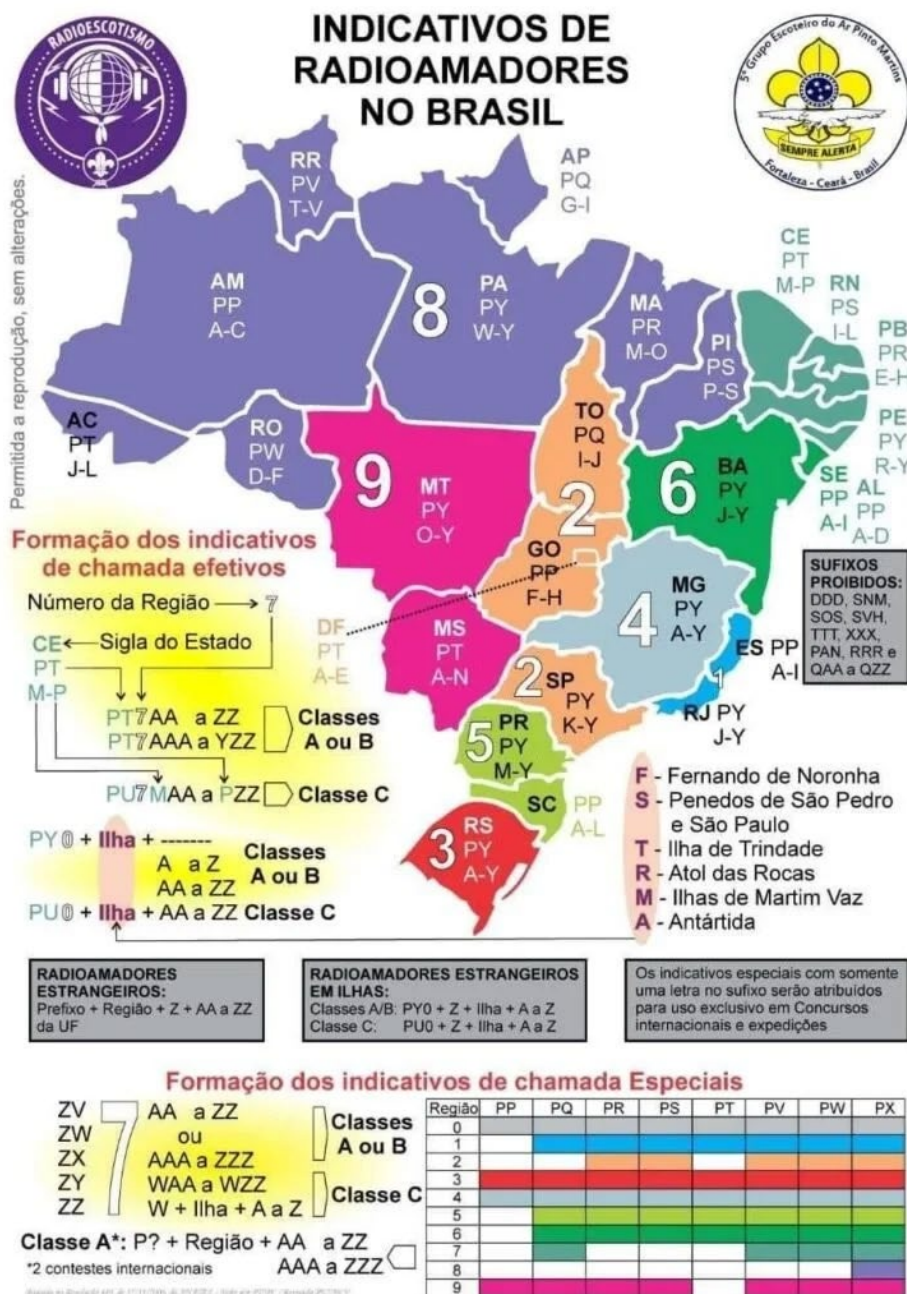 INDICATIVOS DE
RADIOAMADORES
NO BRASIL
RADIOESCOTISMO
5º Grupo Escoteiro do Ar Pinto Martins
SEMPRE ALERTA
Fortaleza - Ceará - Brasil
Permitida a reprodução, sem alterações.
RR
PV
T-V
AP
PQ
G-I
AM
PP
A-C
8
PA
PY
W-Y
MA
PR
M-O
PI
PS
P-S
CE
PT
M-P
RN
PS
I-L
PB
PR
E-H
PE
PY
R-Y
AL
PP
A-D
SE
PP
A-I
AC
PT
J-L
RO
PW
D-F
9
MT
PY
O-Y
TO
PQ
I-J
2
6
BA
PY
J-Y
GO
PP
F-H
DF
PT
A-E
MS
PT
A-N
4
MG
PY
A-Y
ES PP
A-I
1
RJ PY
J-Y
2 SP
PY
K-Y
5
PR
PY
M-Y
SC
PP
A-L
3
RS
PY
A-Y
SUFIXOS
PROIBIDOS:
DDD, SNM,
SOS, SVH,
TTT, XXX,
PAN, RRR e
QAA a QZZ
Formação dos indicativos
de chamada efetivos
Número da Região 7
CE Sigla do Estado
PT
M-P
PT7AA a ZZ
PT7AAA a YZZ
Classes
A ou B
PU7MAA a PZZ Classe C
PY0 + Ilha + -------
A a Z
AA a ZZ
Classes
A ou B
PU0 + Ilha + AA a ZZ Classe C
F - Fernando de Noronha
S - Penedos de São Pedro
e São Paulo
T - Ilha de Trindade
R - Atol das Rocas
M - Ilhas de Martim Vaz
A - Antártida
RADIOAMADORES
ESTRANGEIROS:
Prefixo + Região + Z + AA a ZZ
da UF
RADIOAMADORES ESTRANGEIROS
EM ILHAS:
Classes A/B: PY0 + Z + Ilha + A a Z
Classe C: PU0 + Z + Ilha + A a Z
Os indicativos especiais com somente
uma letra no sufixo serão atribuídos
para uso exclusivo em Concursos
internacionais e expedições
Formação dos indicativos de chamada Especiais
ZV
ZW
ZX
ZY
ZZ
7
AA a ZZ
ou
AAA a ZZZ
Classes
A ou B
WAA a WZZ
W + Ilha + A a Z
Classe C
Classe A*: P? + Região + AA a ZZ
AAA a ZZZ
*2 contestes internacionais
Região PP PQ PR PS PT PV PW PX
0
1
2
3
4
5
6
7
8
9